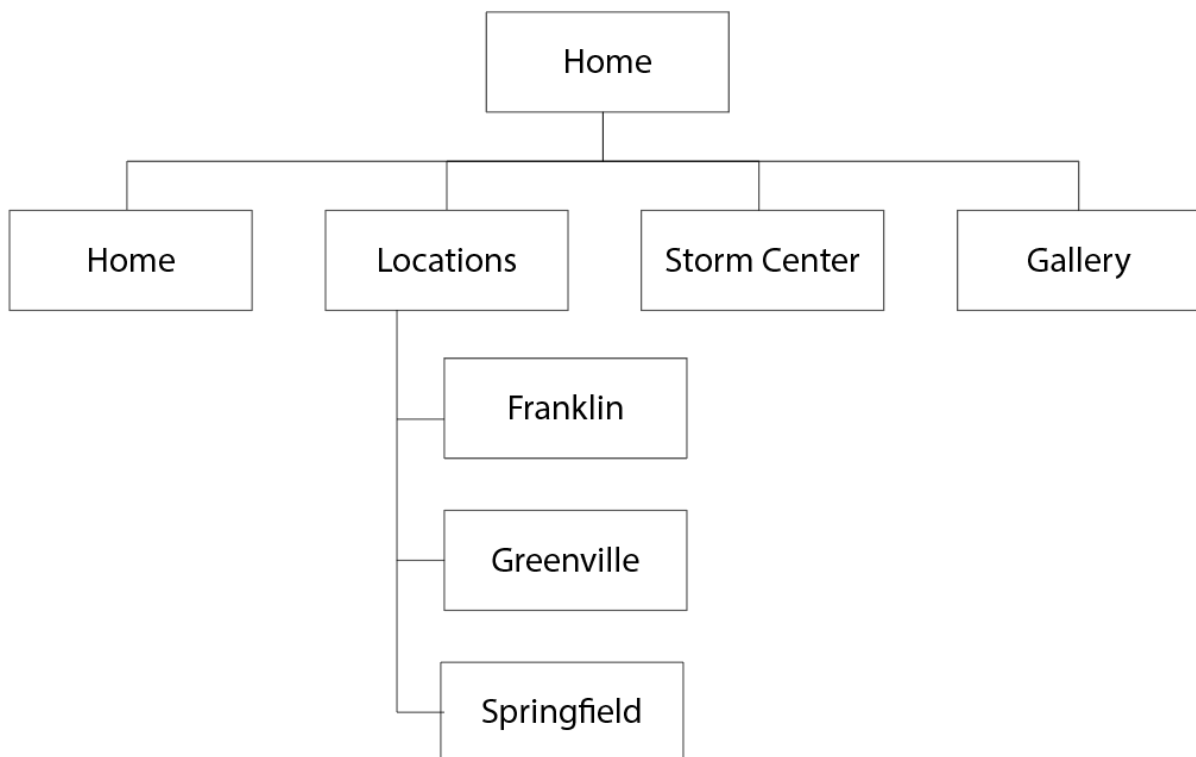 Home
Home
Locations
Storm Center
Gallery
Franklin
Greenville
Springfield